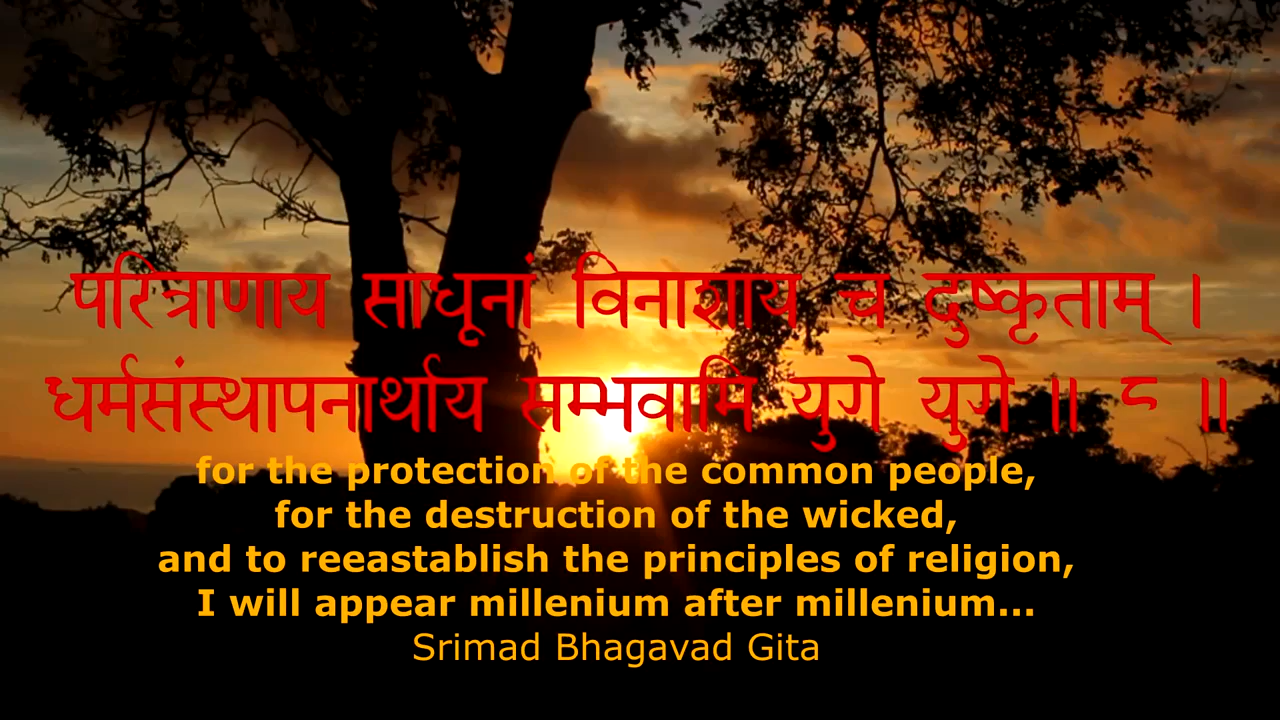 परित्राणाय साधूनां विनाशाय च दुष्कृताम् ।
धर्मसंस्थापनार्थाय सम्भवामि युगे युगे ॥ ८ ॥
for the protection of the common people,
for the destruction of the wicked,
and to reeastablish the principles of religion,
I will appear millenium after millenium...
Srimad Bhagavad Gita